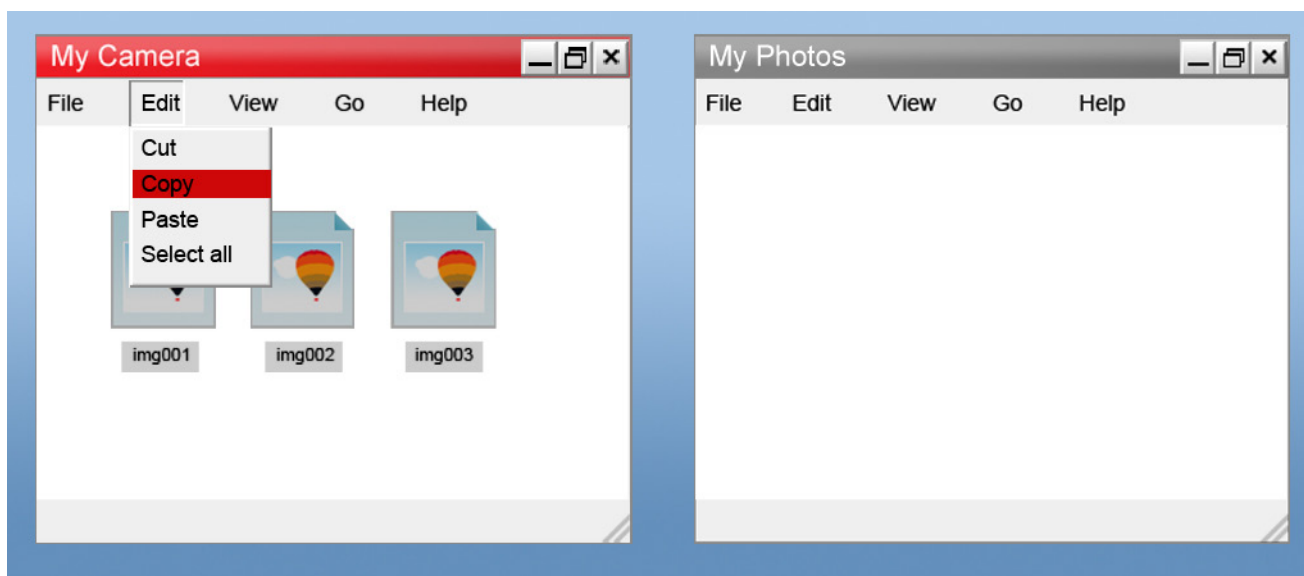 My Camera
File Edit View Go Help
Cut
Copy
Paste
Select all
img001 img002 img003
My Photos
File Edit View Go Help